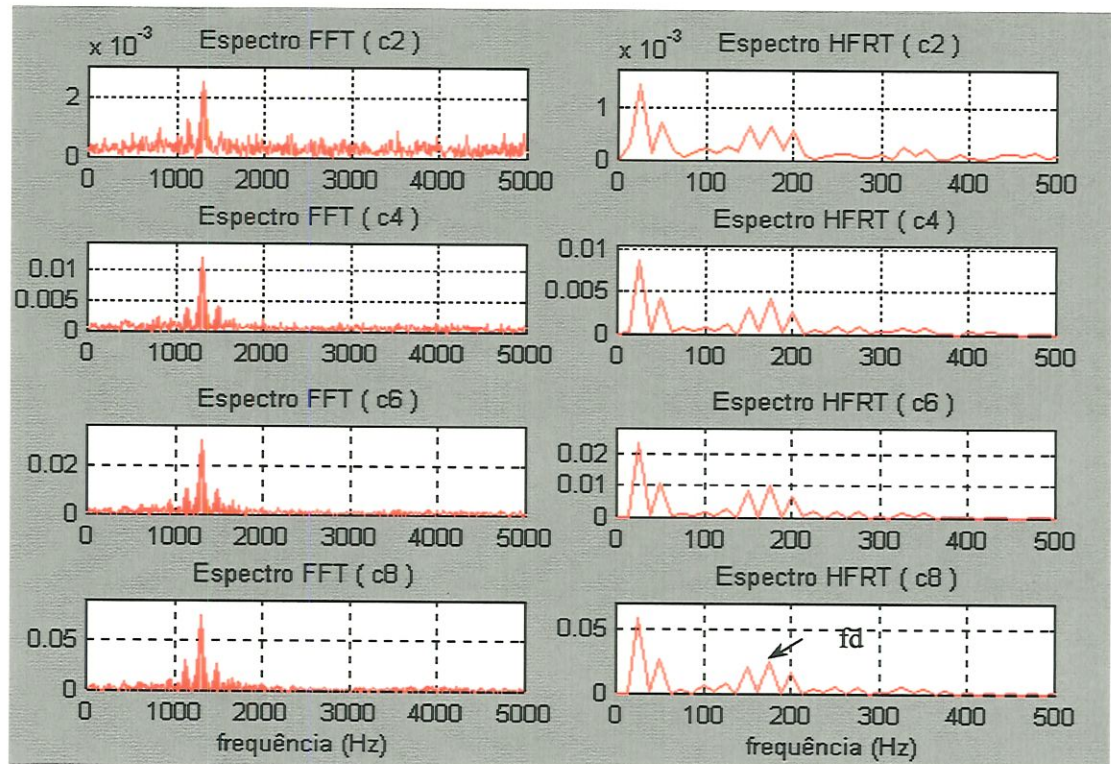 x 10-3
Espectro FFT ( c2 )
2
0
0 1000 2000 3000 4000 5000
x 10-3
Espectro HFRT ( c2 )
1
0
0 100 200 300 400 500
Espectro FFT ( c4 )
0.01
0.005
0
0 1000 2000 3000 4000 5000
Espectro HFRT ( c4 )
0.01
0.005
0
0 100 200 300 400 500
Espectro FFT ( c6 )
0.02
0
0 1000 2000 3000 4000 5000
Espectro HFRT ( c6 )
0.02
0.01
0
0 100 200 300 400 500
Espectro FFT ( c8 )
0.05
0
0 1000 2000 3000 4000 5000
frequência (Hz)
Espectro HFRT ( c8 )
0.05
fd
0
0 100 200 300 400 500
frequência (Hz)